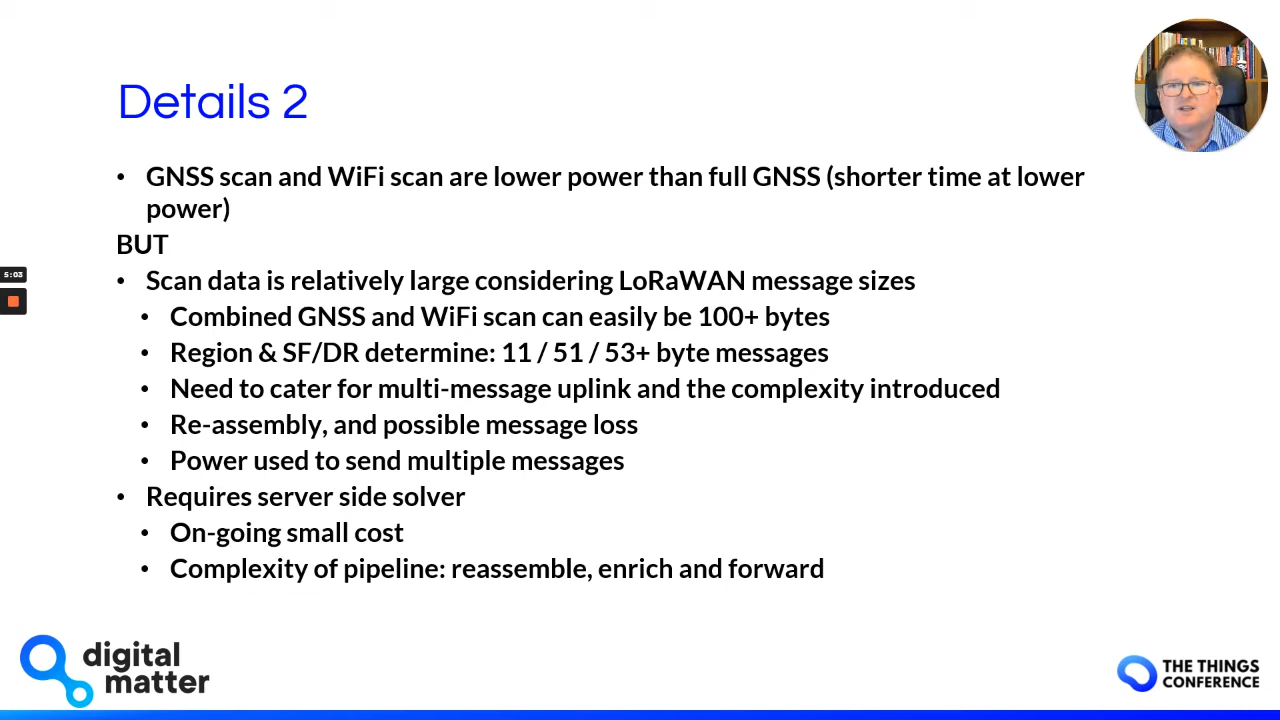 Details 2
• GNSS scan and WiFi scan are lower power than full GNSS (shorter time at lower
power)
BUT
• Scan data is relatively large considering LoRaWAN message sizes
• Combined GNSS and WiFi scan can easily be 100+ bytes
• Region & SF/DR determine: 11 / 51 / 53+ byte messages
• Need to cater for multi-message uplink and the complexity introduced
• Re-assembly, and possible message loss
• Power used to send multiple messages
• Requires server side solver
• On-going small cost
• Complexity of pipeline: reassemble, enrich and forward
5:03
digital
matter
THE THINGS
CONFERENCE